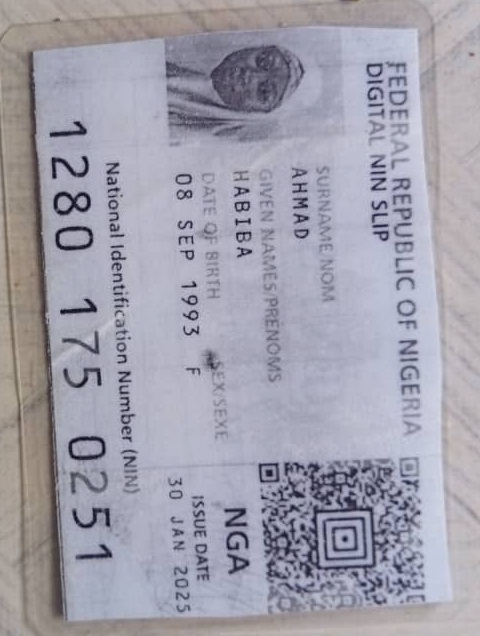 FEDERAL REPUBLIC OF NIGERIA
DIGITAL NIN SLIP
SURNAME/NOM
AHMAD
GIVEN NAMES/PRENOMS
HABIBA
DATE OF BIRTH
SEX/SEXE
08 SEP 1993
F
NGA
ISSUE DATE
30 JAN 2025
National Identification Number (NIN)
1280 175 0251